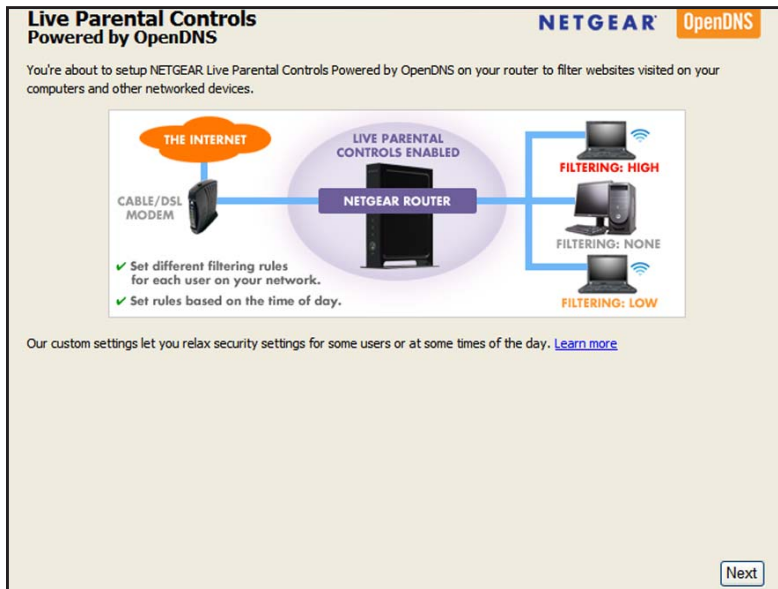 Live Parental Controls
Powered by OpenDNS
NETGEAR®
OpenDNS
You're about to setup NETGEAR Live Parental Controls Powered by OpenDNS on your router to filter websites visited on your
computers and other networked devices.
THE INTERNET
CABLE/DSL
MODEM
LIVE PARENTAL
CONTROLS ENABLED
NETGEAR ROUTER
FILTERING: HIGH
FILTERING: NONE
FILTERING: LOW
✔ Set different filtering rules
for each user on your network.
✔ Set rules based on the time of day.
Our custom settings let you relax security settings for some users or at some times of the day. Learn more
Next